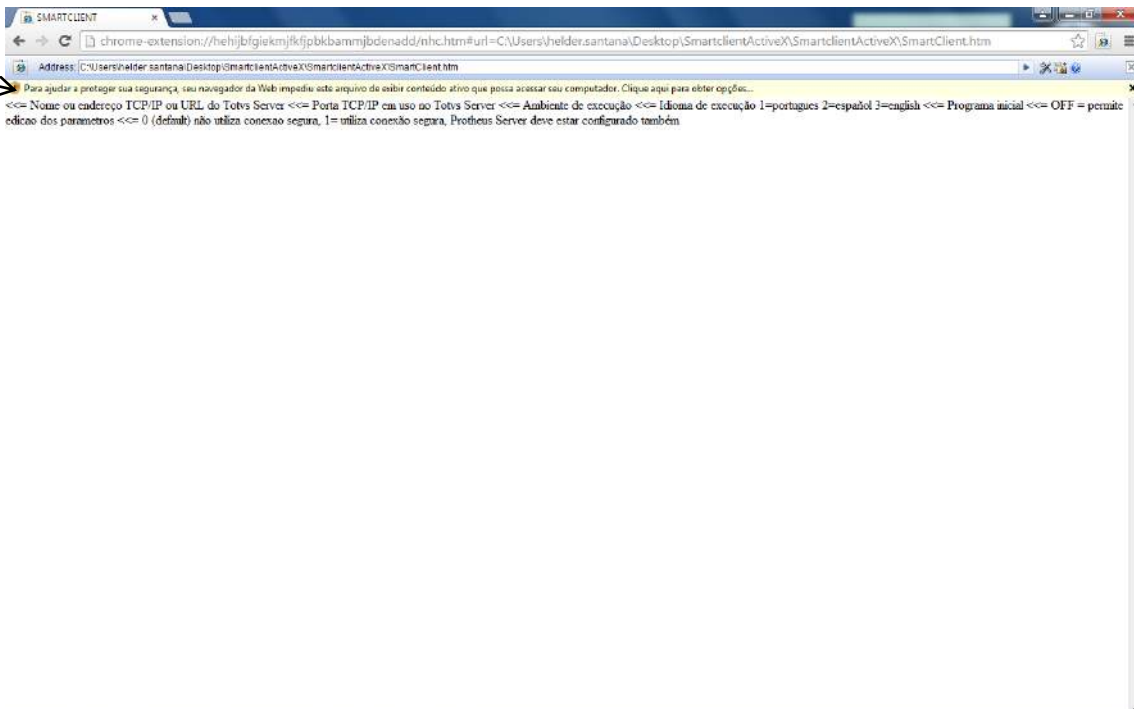 SMARTCLIENT
chrome-extension://hehijbfgiekmjfkfjpbkbammjbdenadd/nhc.htm#url=C:\Users\helder.santana\Desktop\SmartclientActiveX\SmartclientActiveX\SmartClient.htm
Address: C:\Users\helder.santana\Desktop\SmartclientActiveX\SmartclientActiveX\SmartClient.htm
Para ajudar a proteger sua segurança, seu navegador da Web impediu este arquivo de exibir conteúdo ativo que possa acessar seu computador. Clique aqui para obter opções...
<<= Nome ou endereço TCP/IP ou URL do Totvs Server <<= Porta TCP/IP em uso no Totvs Server <<= Ambiente de execução <<= Idioma de execução 1=portugues 2=español 3=english <<= Programa inicial <<= OFF = permite
edicao dos parametros <<= 0 (default) não utiliza conexao segura, 1= utiliza conexão segura, Protheus Server deve estar configurado também